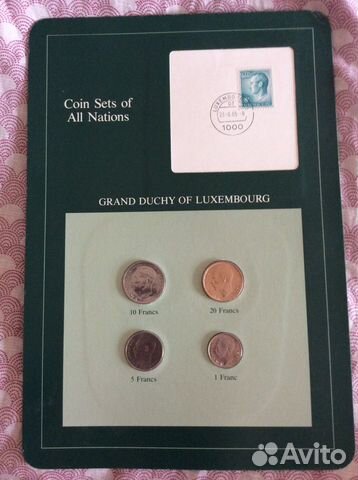 Coin Sets of
All Nations
1000
GRAND DUCHY OF LUXEMBOURG
10 Francs
20 Francs
5 Francs
1 Franc
Avito